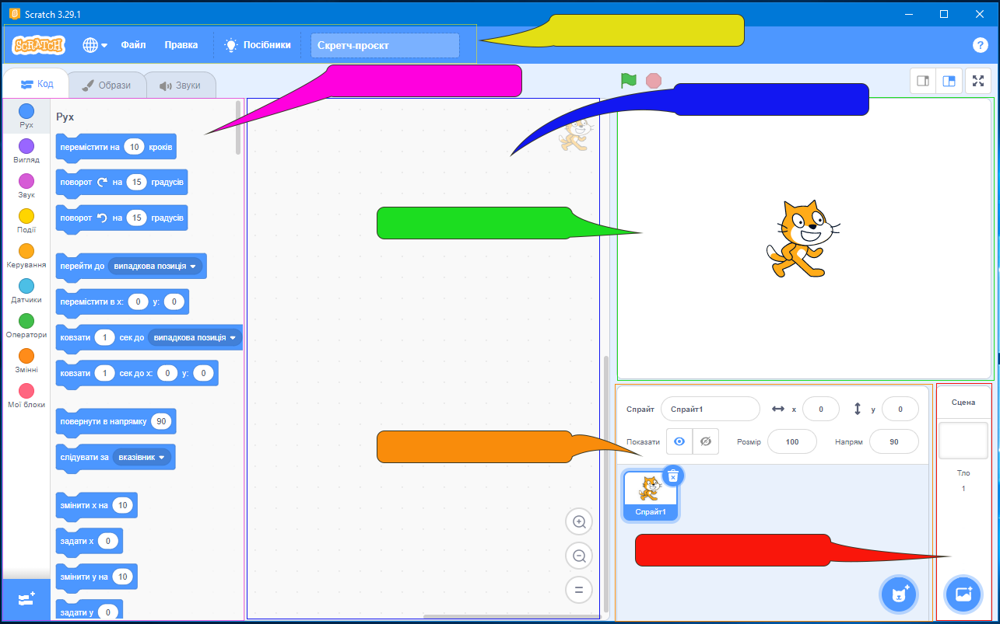 Scratch 3.29.1
SCRATCH Файл Правка Посібники Скретч-проєкт ?
Код Образи Звуки
Рух
Вигляд
Звук
Події
Керування
Датчики
Оператори
Змінні
Мої блоки
Рух
перемістити на 10 кроків
поворот на 15 градусів
поворот на 15 градусів
перейти до випадкова позиція
перемістити в x: 0 y: 0
ковзати 1 сек до випадкова позиція
ковзати 1 сек до x: 0 y: 0
повернути в напрямку 90
слідувати за вказівник
змінити x на 10
задати x 0
змінити y на 10
задати y 0
Спрайт Спрайт1 x 0 y 0
Показати Розмір 100 Напрям 90
Спрайт1
Сцена
Тло
1